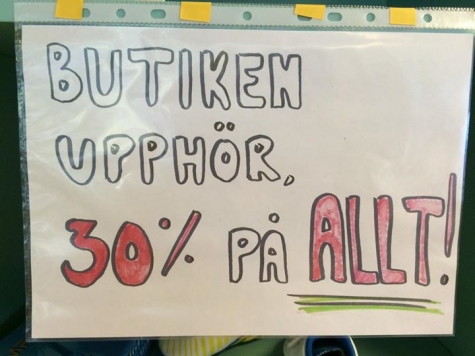 BUTIKEN
UPPHÖR,
30% PÅ ALLT!